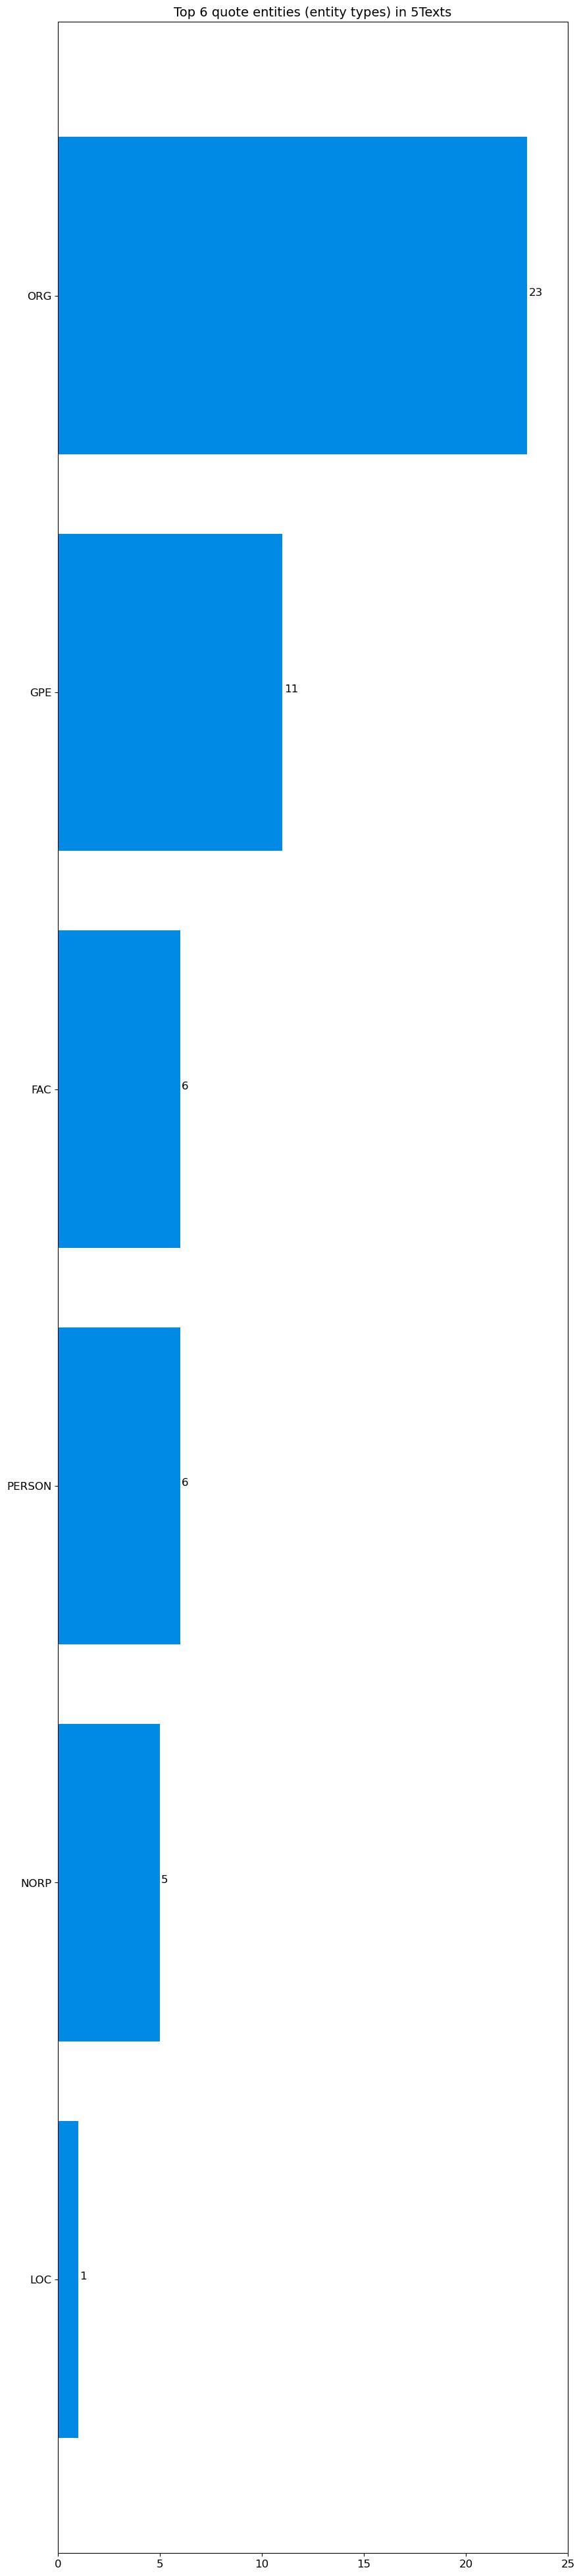 Top 6 quote entities (entity types) in 5Texts
ORG 23
GPE 11
FAC 6
PERSON 6
NORP 5
LOC 1
0 5 10 15 20 25